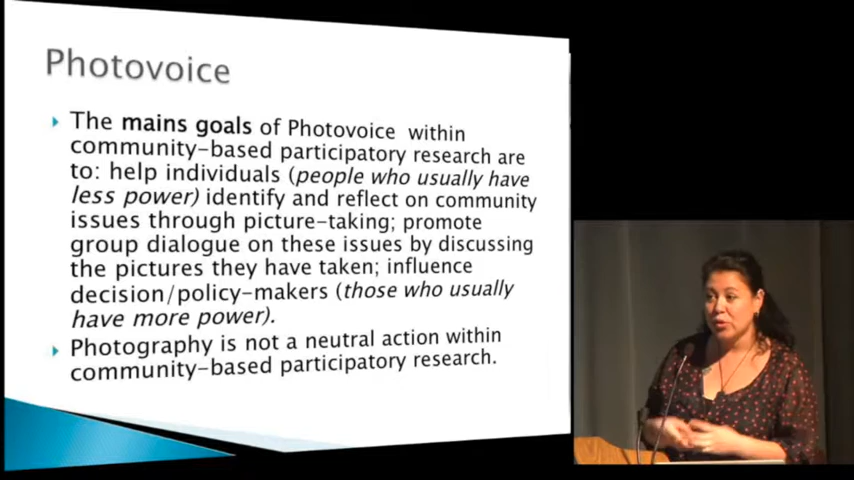 Photovoice
The mains goals of Photovoice within
community-based participatory research are
to: help individuals (people who usually have
less power) identify and reflect on community
issues through picture-taking; promote
group dialogue on these issues by discussing
the pictures they have taken; influence
decision/policy-makers (those who usually
have more power).
Photography is not a neutral action within
community-based participatory research.